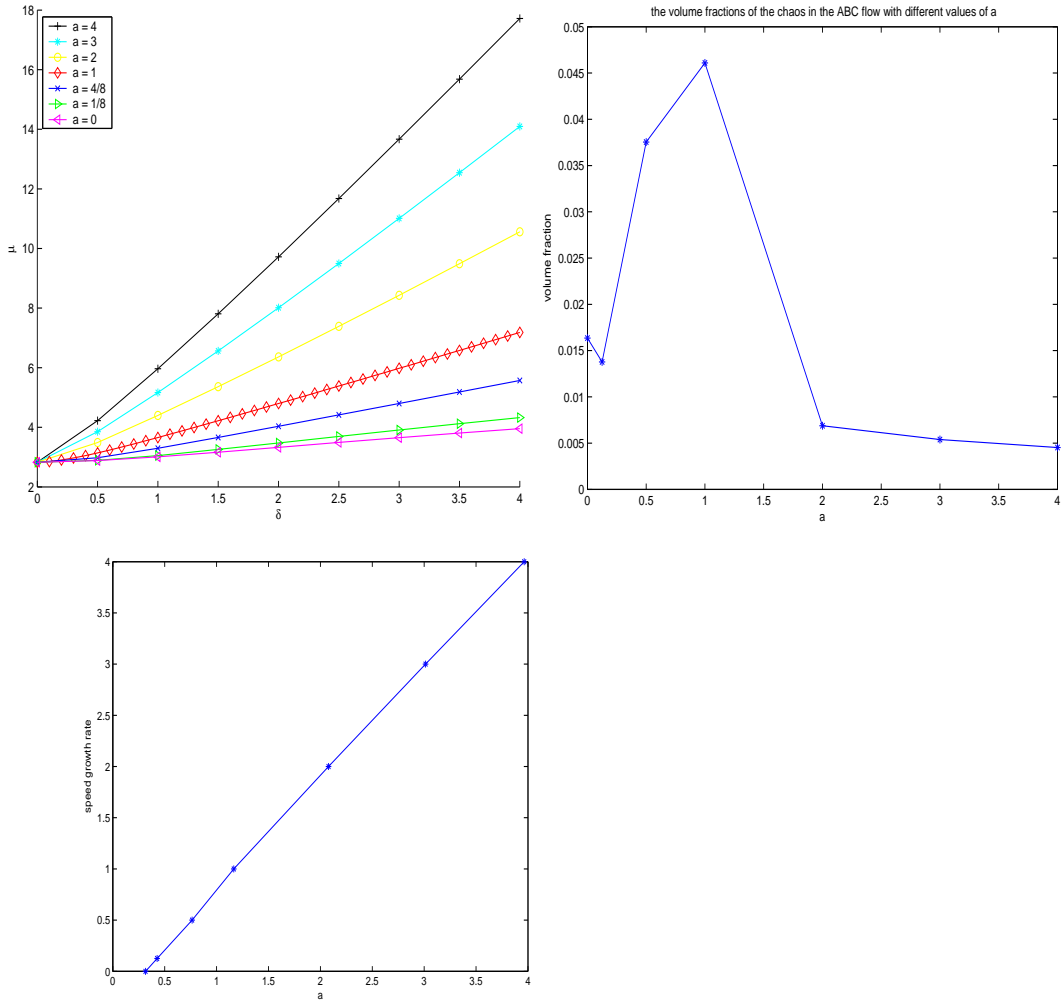 18
16
14
12
10
8
6
4
2
μ
a = 4
a = 3
a = 2
a = 1
a = 4/8
a = 1/8
a = 0
0 0.5 1 1.5 2 2.5 3 3.5 4
δ
the volume fractions of the chaos in the ABC flow with different values of a
0.05
0.045
0.04
0.035
0.03
0.025
0.02
0.015
0.01
0.005
0
volume fraction
0 0.5 1 1.5 2 2.5 3 3.5 4
a
4
3.5
3
2.5
2
1.5
1
0.5
0
speed growth rate
0 0.5 1 1.5 2 2.5 3 3.5 4
a